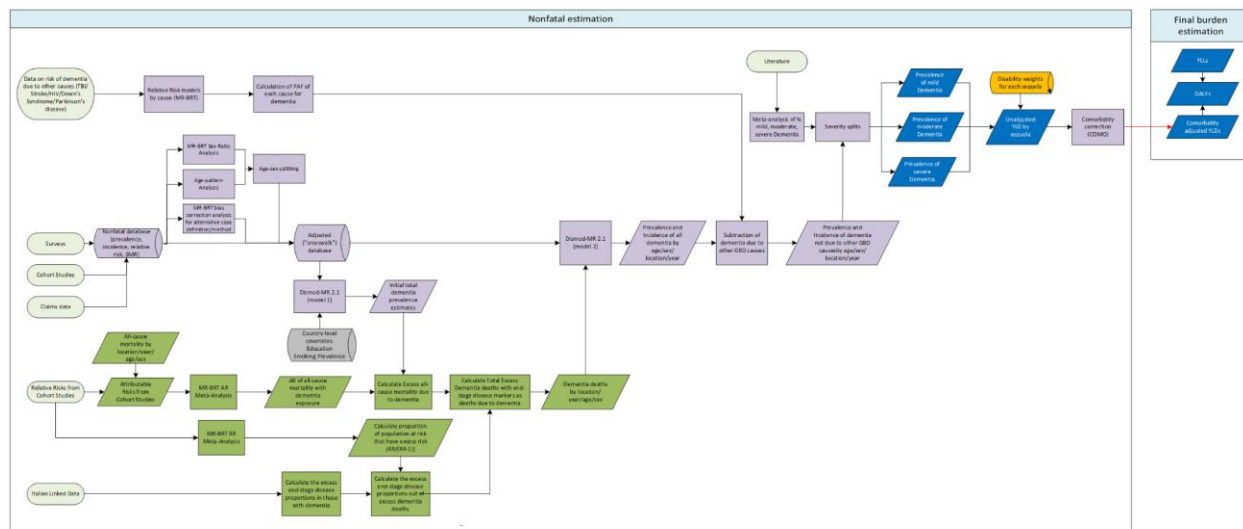 Nonfatal estimation
Final burden
estimation
Data on risk of dementia
due to other causes (TBI/
Stroke/HIV/Down's
Syndrome/Parkinson's
disease)
Relative Risk models
by cause (MR-BRT)
Calculation of PAF of
each cause for
dementia
Literature
Meta analysis of %
mild, moderate,
severe Dementia
Severity splits
Prevalence
of mild
Dementia
Prevalence
of moderate
Dementia
Prevalence of
severe
Dementia
Disability weights
for each sequela
Unadjusted
YLD by
sequela
Comorbidity
correction
(COMO)
YLLs
DALYs
Comorbidity
adjusted YLDs
MR-BRT Sex Ratio
Analysis
Age-pattern
Analysis
Age-sex splitting
MR-BRT bias
correction analysis
for alternative case
definition/method
Surveys
Cohort Studies
Claims data
Nonfatal database
(prevalence,
incidence, relative
risk, SMR)
Adjusted
("crosswalk")
database
Dismod-MR 2.1
(model 1)
Initial total
dementia
prevalence
estimates
Country-level
covariates:
Education
Smoking Prevalence
Dismod-MR 2.1
(model 2)
Prevalence and
Incidence of all
dementia by
age/sex/
location/year
Subtraction of
dementia due to
other GBD causes
Prevalence and
Incidence of dementia
not due to other GBD
causes by age/sex/
location/year
All-cause
mortality by
location/year/
age/sex
Relative Risks from
Cohort Studies
Attributable
Risks from
Cohort Studies
MR-BRT AR
Meta-Analysis
AR of all-cause
mortality with
dementia
exposure
Calculate Excess all-
cause mortality due
to dementia
Calculate Total Excess
Dementia deaths with end-
stage disease markers as
deaths due to dementia
Dementia deaths
by location/
year/age/sex
MR-BRT RR
Meta-Analysis
Calculate proportion
of population at risk
that have excess risk
(RR/(RR-1))
Italian Linked Data
Calculate the excess
end-stage disease
proportions in those
with dementia
Calculate the excess
end-stage disease
proportions out of
excess dementia
deaths